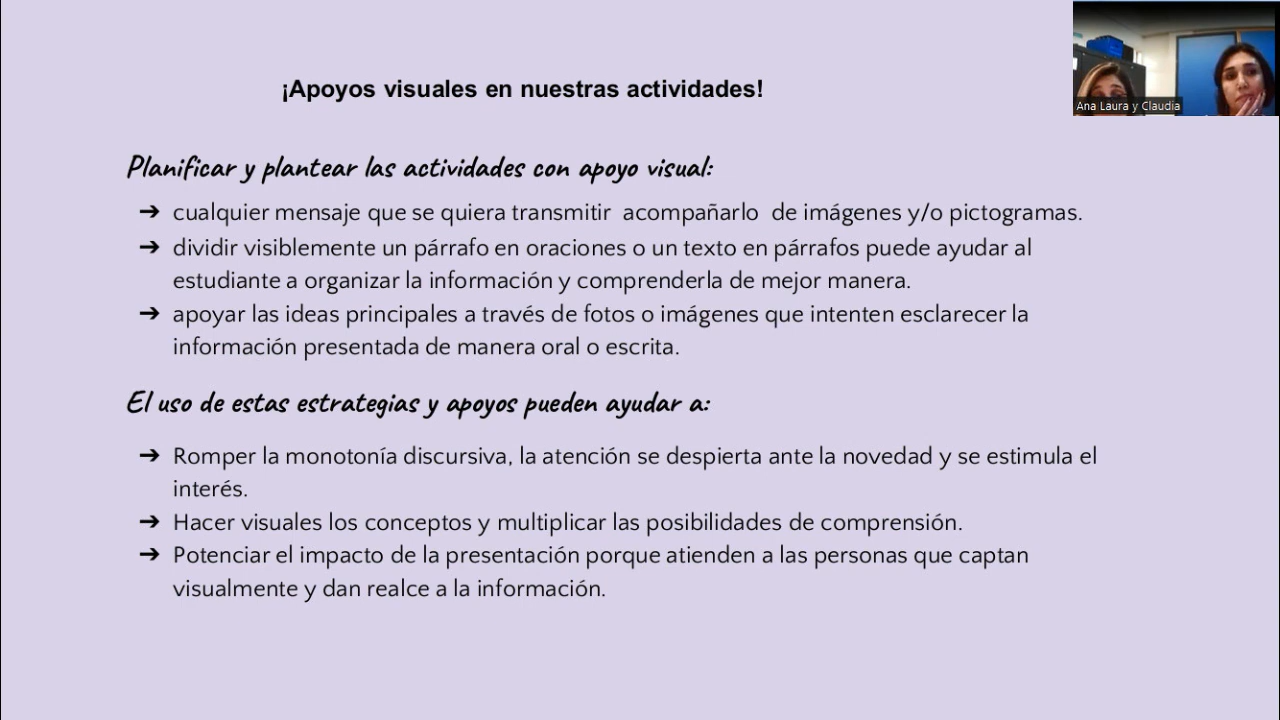 ¡Apoyos visuales en nuestras actividades!
Ana Laura y Claudia
Planificar y plantear las actividades con apoyo visual:
➔ cualquier mensaje que se quiera transmitir acompañarlo de imágenes y/o pictogramas.
➔ dividir visiblemente un párrafo en oraciones o un texto en párrafos puede ayudar al
estudiante a organizar la información y comprenderla de mejor manera.
➔ apoyar las ideas principales a través de fotos o imágenes que intenten esclarecer la
información presentada de manera oral o escrita.
El uso de estas estrategias y apoyos pueden ayudar a:
➔ Romper la monotonía discursiva, la atención se despierta ante la novedad y se estimula el
interés.
➔ Hacer visuales los conceptos y multiplicar las posibilidades de comprensión.
➔ Potenciar el impacto de la presentación porque atienden a las personas que captan
visualmente y dan realce a la información.